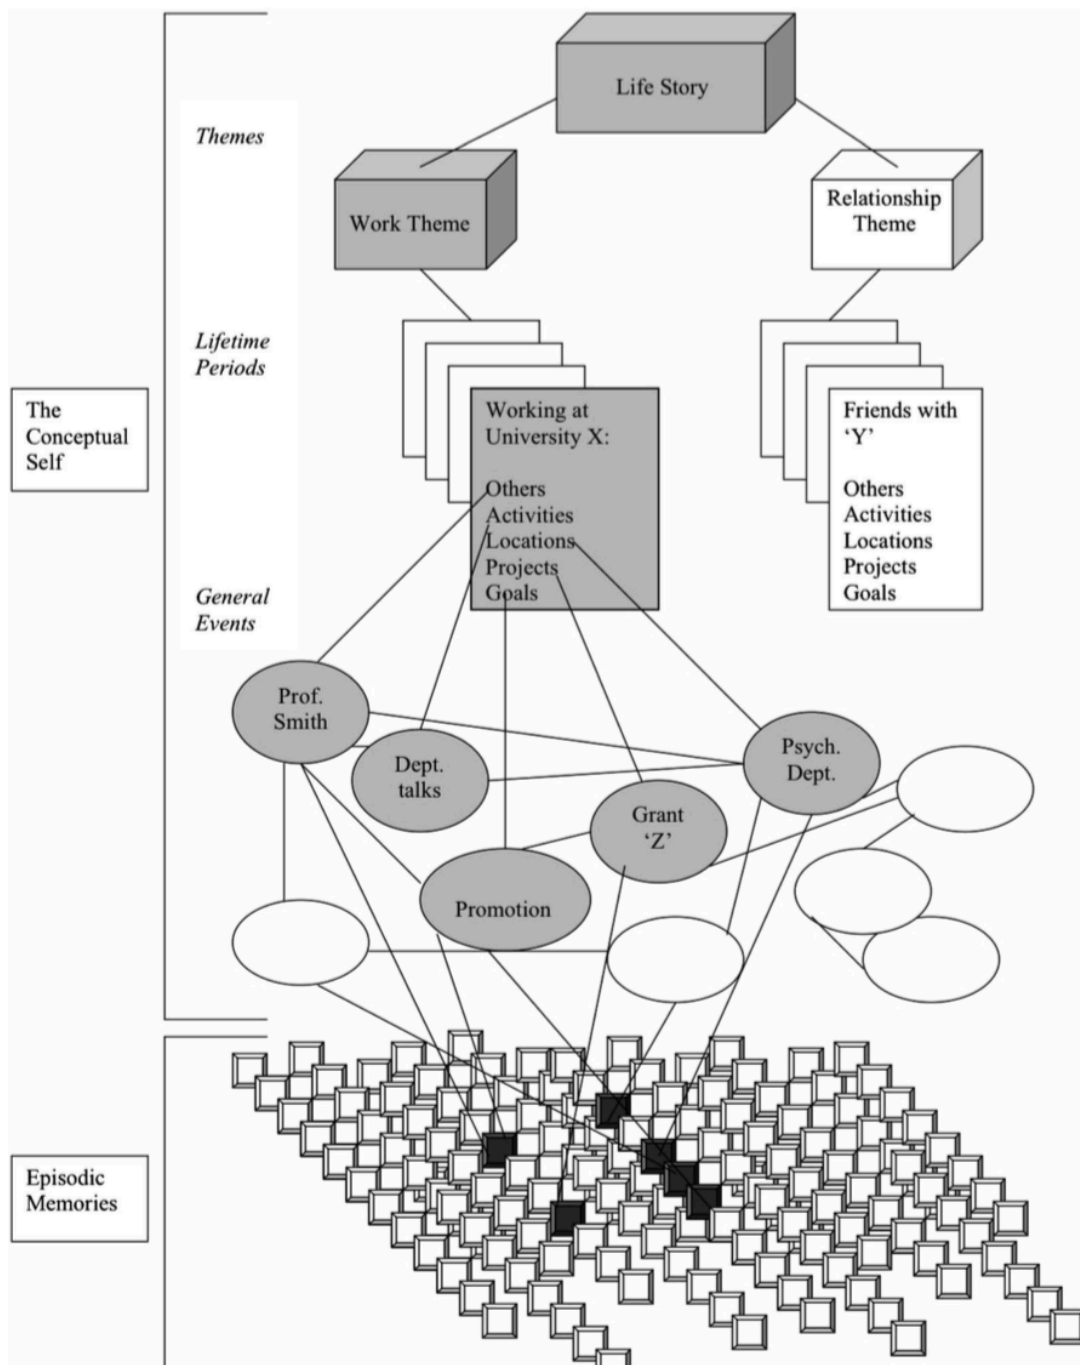 Life Story
Themes
Work Theme
Relationship
Theme
Lifetime
Periods
The
Conceptual
Self
Working at
University X:
Others
Activities
Locations
Projects
Goals
Friends with
‘Y’
Others
Activities
Locations
Projects
Goals
General
Events
Prof.
Smith
Dept.
talks
Psych.
Dept.
Grant
‘Z’
Promotion
Episodic
Memories